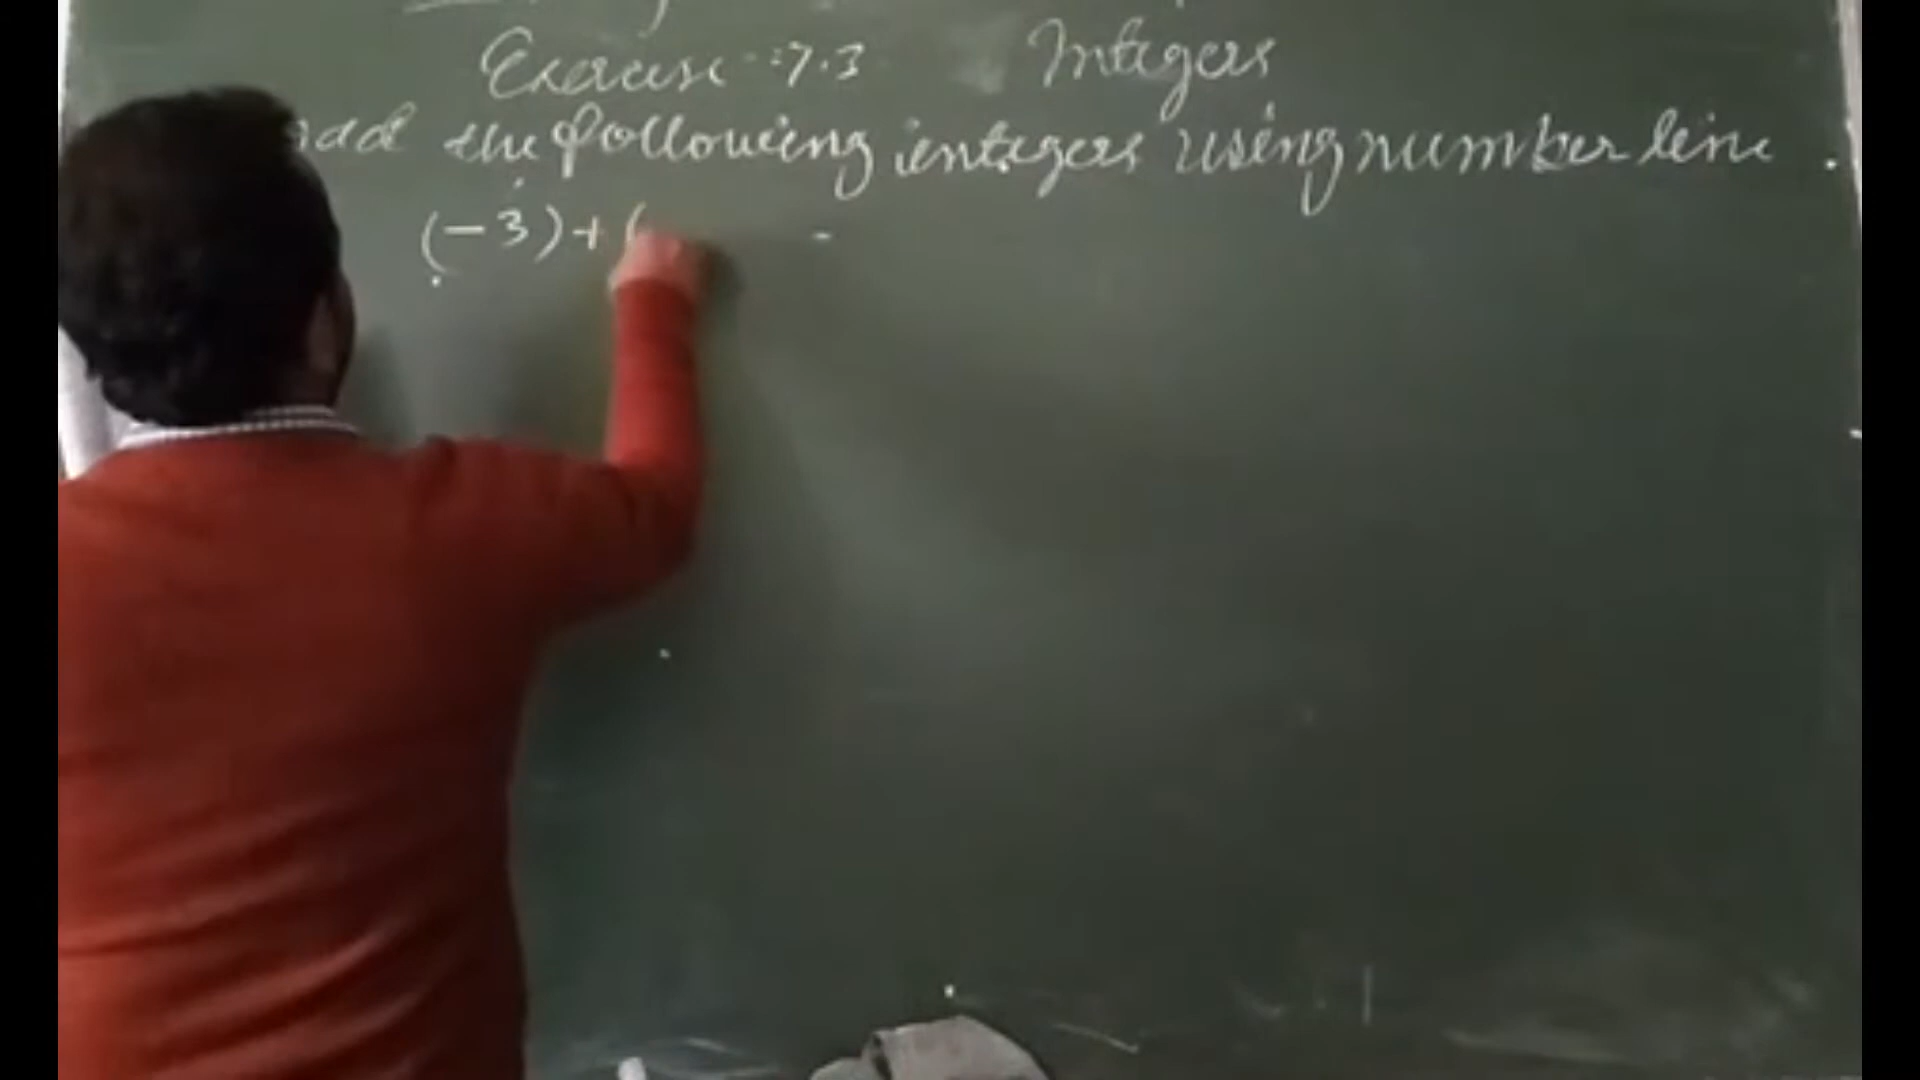 Exercise :7.3 Integers
add the following integers using number line .
(-3)+(